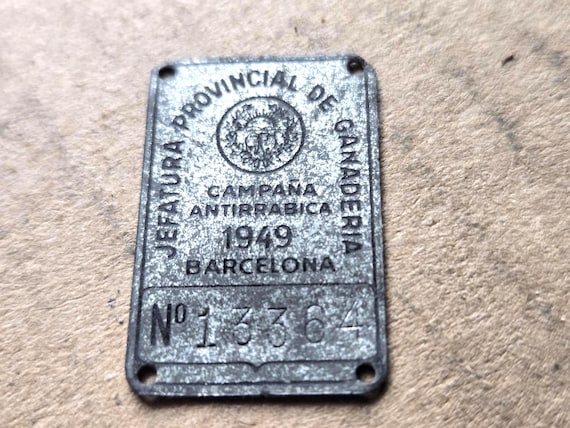 JEFATURA PROVINCIAL DE GANADERIA
CAMPAÑA
ANTIRRABICA
1949
BARCELONA
Nº 13364